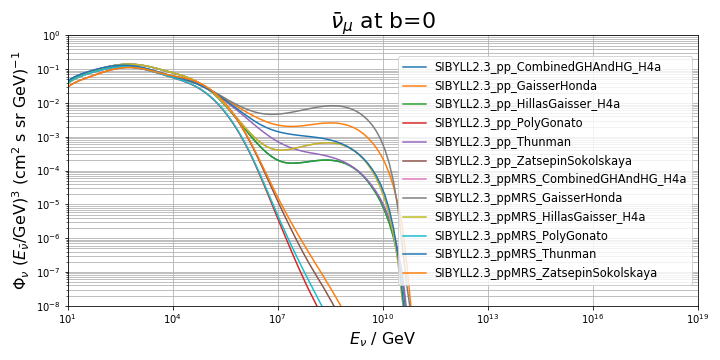 ν̄μ at b=0
Φν (Eν̄/GeV)³ (cm² s sr GeV)⁻¹
10⁰
10⁻¹
10⁻²
10⁻³
10⁻⁴
10⁻⁵
10⁻⁶
10⁻⁷
10⁻⁸
SIBYLL2.3_pp_CombinedGHAndHG_H4a
SIBYLL2.3_pp_GaisserHonda
SIBYLL2.3_pp_HillasGaisser_H4a
SIBYLL2.3_pp_PolyGonato
SIBYLL2.3_pp_Thunman
SIBYLL2.3_pp_ZatsepinSokolskaya
SIBYLL2.3_ppMRS_CombinedGHAndHG_H4a
SIBYLL2.3_ppMRS_GaisserHonda
SIBYLL2.3_ppMRS_HillasGaisser_H4a
SIBYLL2.3_ppMRS_PolyGonato
SIBYLL2.3_ppMRS_Thunman
SIBYLL2.3_ppMRS_ZatsepinSokolskaya
10¹ 10⁴ 10⁷ 10¹⁰ 10¹³ 10¹⁶ 10¹⁹
Eν / GeV